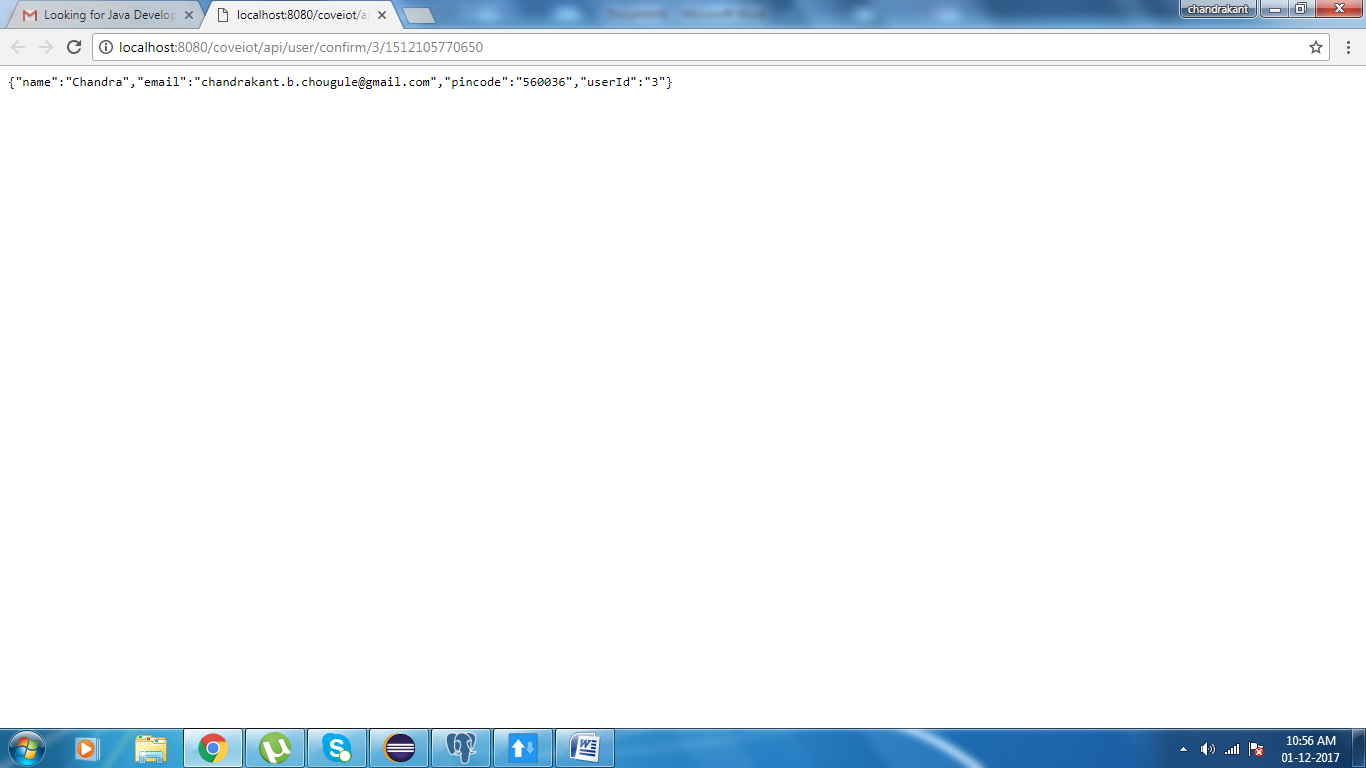 Looking for Java Develop
localhost:8080/coveiot/a
chandrakant
localhost:8080/coveiot/api/user/confirm/3/1512105770650
{"name":"Chandra","email":"chandrakant.b.chougule@gmail.com","pincode":"560036","userId":"3"}
10:56 AM
01-12-2017